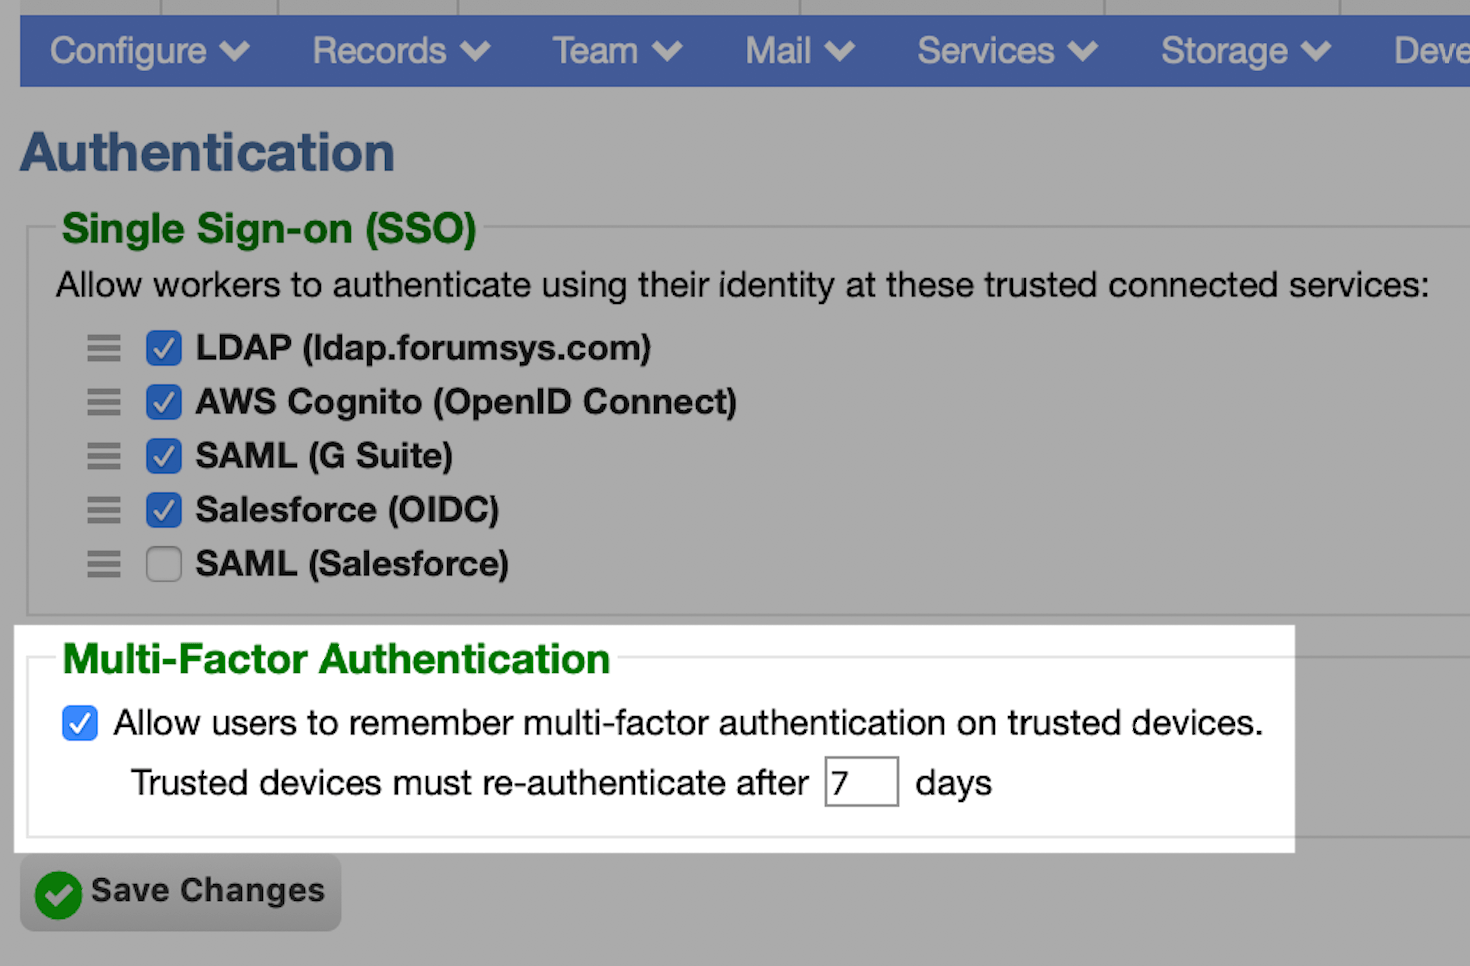 Configure Records Team Mail Services Storage Deve
Authentication
Single Sign-on (SSO)
Allow workers to authenticate using their identity at these trusted connected services:
LDAP (ldap.forumsys.com)
AWS Cognito (OpenID Connect)
SAML (G Suite)
Salesforce (OIDC)
SAML (Salesforce)
Multi-Factor Authentication
Allow users to remember multi-factor authentication on trusted devices.
Trusted devices must re-authenticate after 7 days
Save Changes